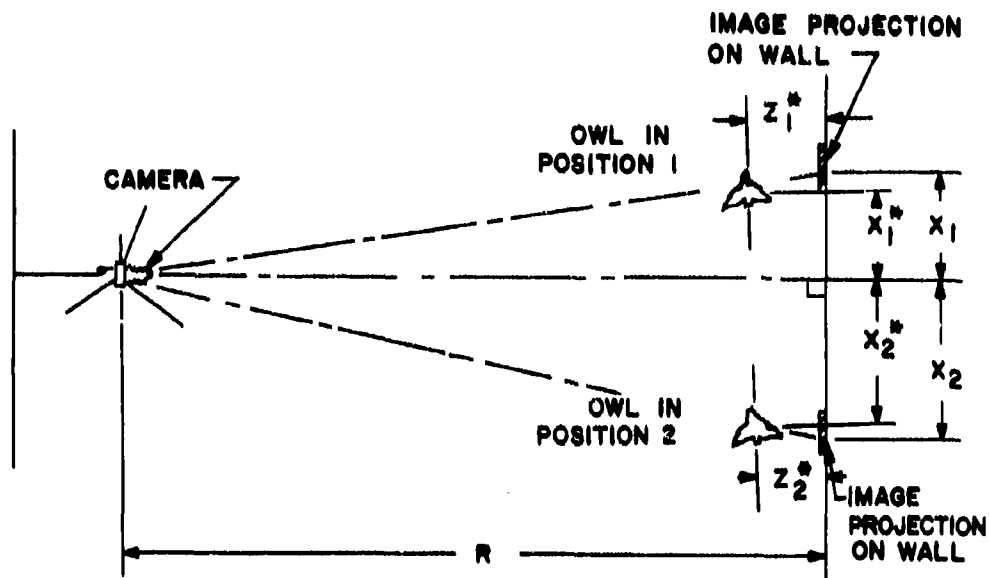 IMAGE PROJECTION
ON WALL
Z₁*
OWL IN
POSITION 1
CAMERA
X₁*
X₁
X₂*
X₂
OWL IN
POSITION 2
Z₂*
IMAGE
PROJECTION
ON WALL
R